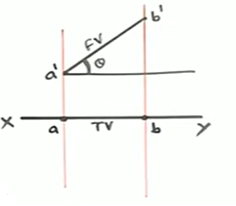 b'
FV
a' θ
X a TV b Y